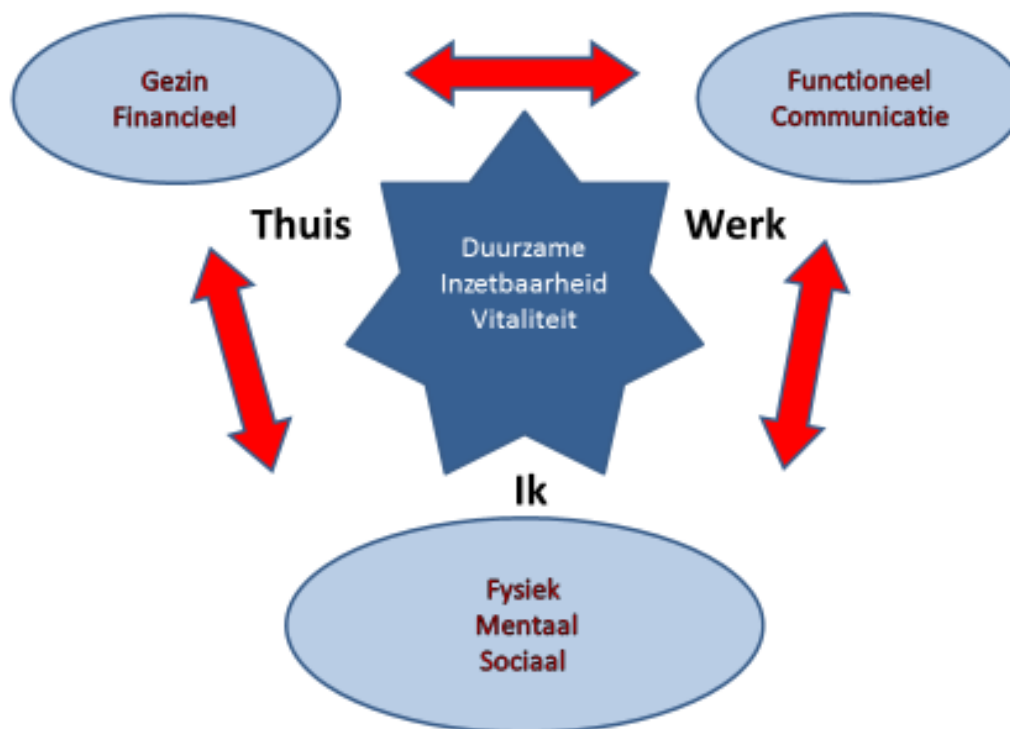 Gezin
Financieel
Functioneel
Communicatie
Thuis
Werk
Duurzame
Inzetbaarheid
Vitaliteit
Ik
Fysiek
Mentaal
Sociaal